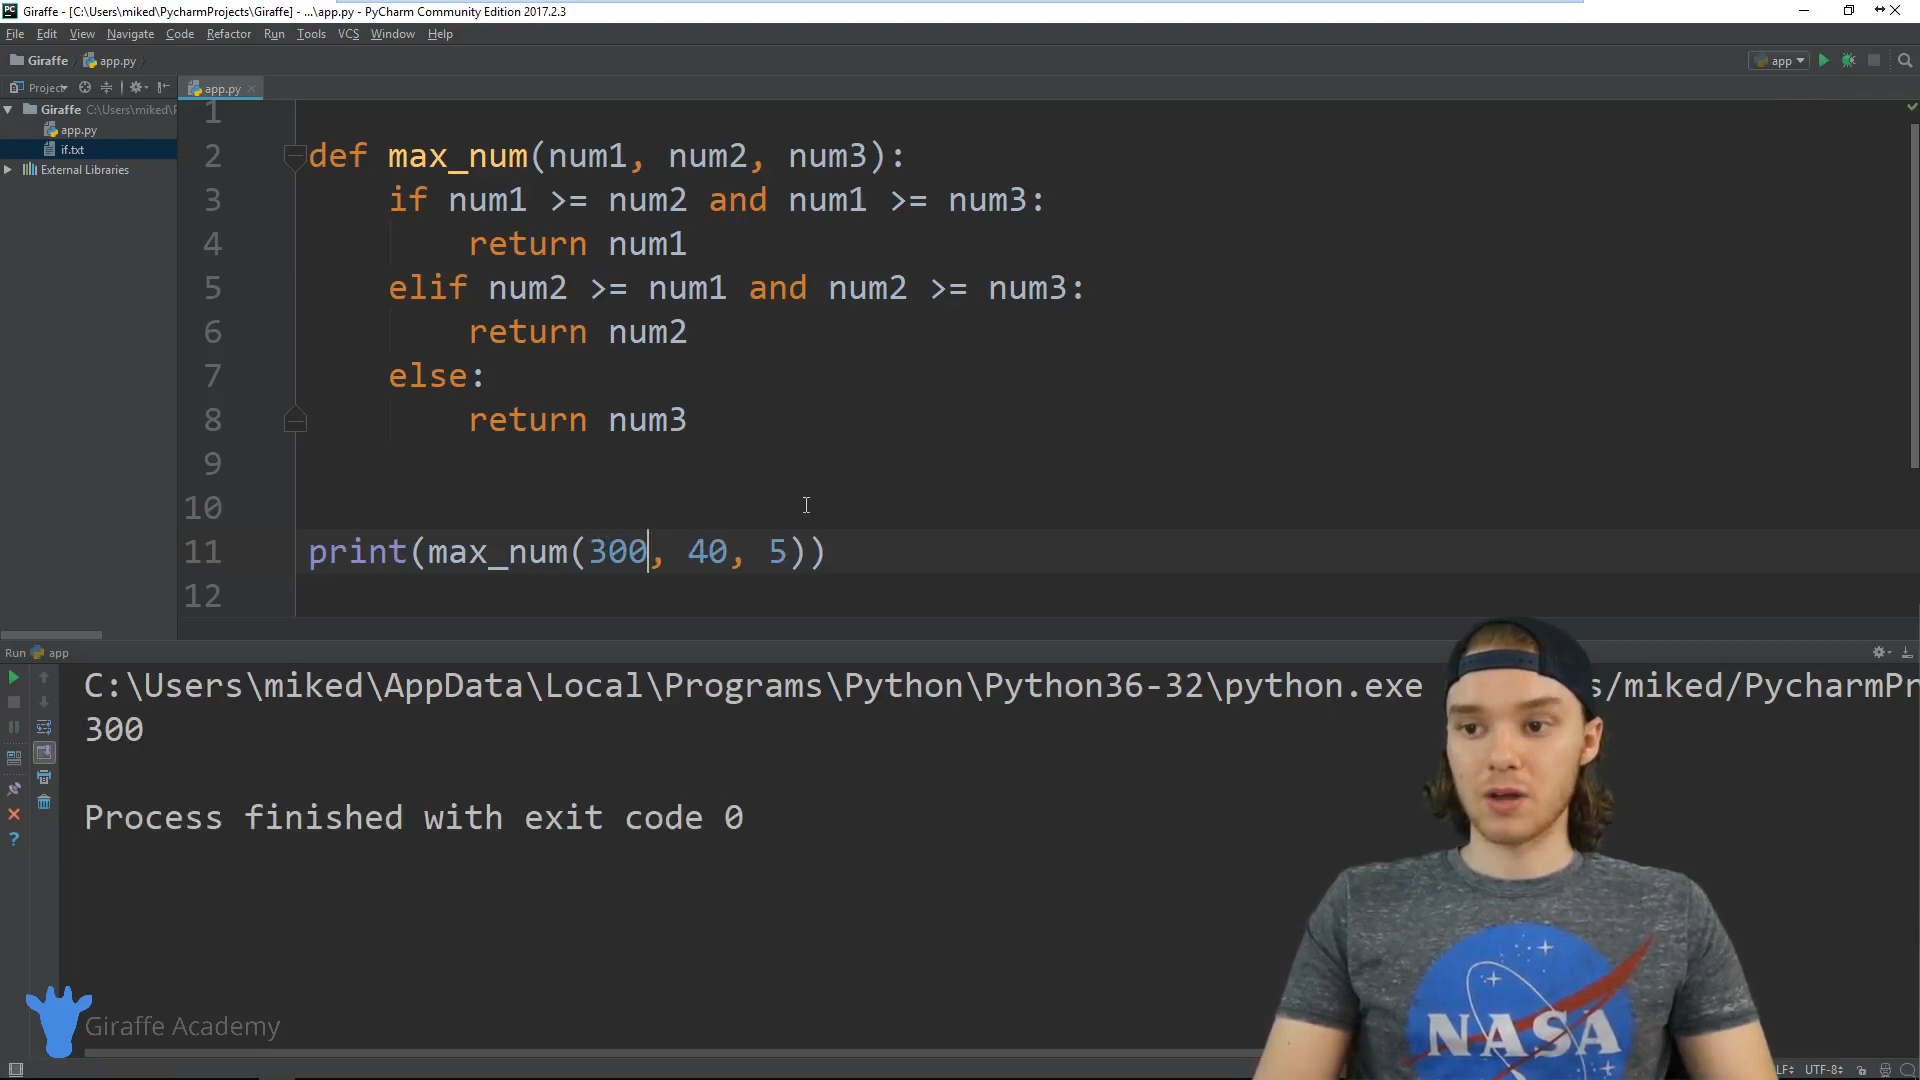 Giraffe - [C:\Users\miked\PycharmProjects\Giraffe] - ...\app.py - PyCharm Community Edition 2017.2.3
File Edit View Navigate Code Refactor Run Tools VCS Window Help
Giraffe app.py app
Project app.py
Giraffe C:\Users\miked\
app.py
if.txt
External Libraries
1
2 def max_num(num1, num2, num3):
3 if num1 >= num2 and num1 >= num3:
4 return num1
5 elif num2 >= num1 and num2 >= num3:
6 return num2
7 else:
8 return num3
9
10
11 print(max_num(300, 40, 5))
12
Run app
C:\Users\miked\AppData\Local\Programs\Python\Python36-32\python.exe s/miked/PycharmPr
300
Process finished with exit code 0
NASA
Giraffe Academy
UTF-8